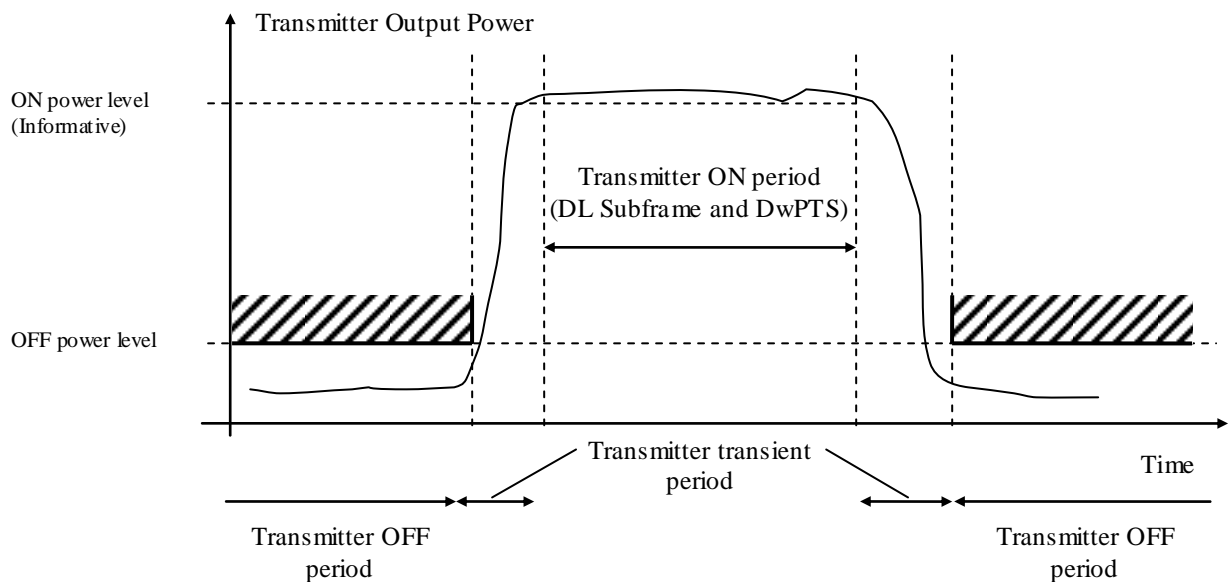 Transmitter Output Power
ON power level
(Informative)
Transmitter ON period
(DL Subframe and DwPTS)
OFF power level
Transmitter transient
period
Time
Transmitter OFF
period
Transmitter OFF
period